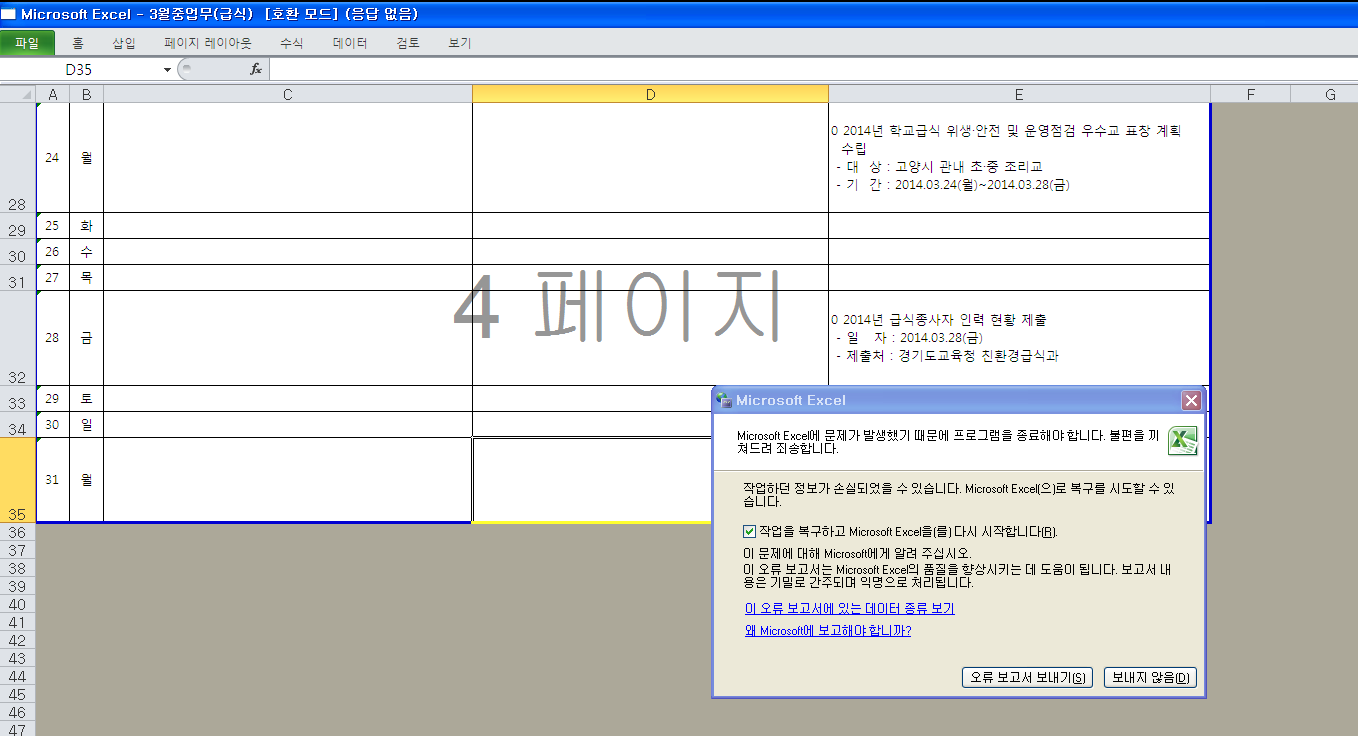 Microsoft Excel - 3월중업무(급식) [호환 모드] (응답 없음)
파일 홈 삽입 페이지 레이아웃 수식 데이터 검토 보기
D35 fx
A B C D E F G
28 24 월
0 2014년 학교급식 위생·안전 및 운영점검 우수교 표창 계획
수립
- 대 상 : 고양시 관내 초·중 조리교
- 기 간 : 2014.03.24(월)~2014.03.28(금)
29 25 화
30 26 수
31 27 목
4 페이지
32 28 금
0 2014년 급식종사자 인력 현황 제출
- 일 자 : 2014.03.28(금)
- 제출처 : 경기도교육청 친환경급식과
33 29 토
34 30 일
35 31 월
36
37
38
39
40
41
42
43
44
45
46
47
Microsoft Excel
Microsoft Excel에 문제가 발생했기 때문에 프로그램을 종료해야 합니다. 불편을 끼
쳐드려 죄송합니다.
작업하던 정보가 손실되었을 수 있습니다. Microsoft Excel(으)로 복구를 시도할 수 있
습니다.
작업을 복구하고 Microsoft Excel을(를) 다시 시작합니다(R).
이 문제에 대해 Microsoft에게 알려 주십시오.
이 오류 보고서는 Microsoft Excel의 품질을 향상시키는 데 도움이 됩니다. 보고서 내
용은 기밀로 간주되며 익명으로 처리됩니다.
이 오류 보고서에 있는 데이터 종류 보기
왜 Microsoft에 보고해야 합니까?
오류 보고서 보내기(S) 보내지 않음(D)